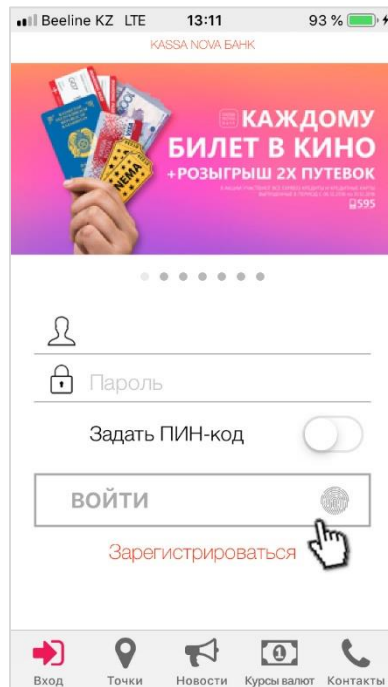 Beeline KZ LTE 13:11 93 %
KASSA NOVA БАНК
КАЖДОМУ
БИЛЕТ В КИНО
+РОЗЫГРЫШ 2Х ПУТЕВОК
595
Пароль
Задать ПИН-код
ВОЙТИ
Зарегистрироваться
Вход Точки Новости Курсы валют Контакты